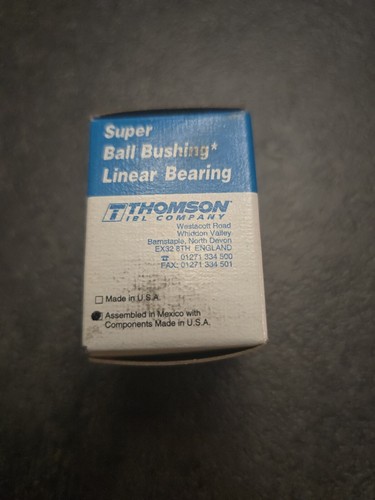 Super
Ball Bushing*
Linear Bearing
THOMSON
IBL COMPANY
Westacott Road
Whiddon Valley
Barnstaple, North Devon
EX32 8TH ENGLAND
☎ 01271 334 500
FAX: 01271 334 501
Made in U.S.A.
Assembled in Mexico with
Components Made in U.S.A.